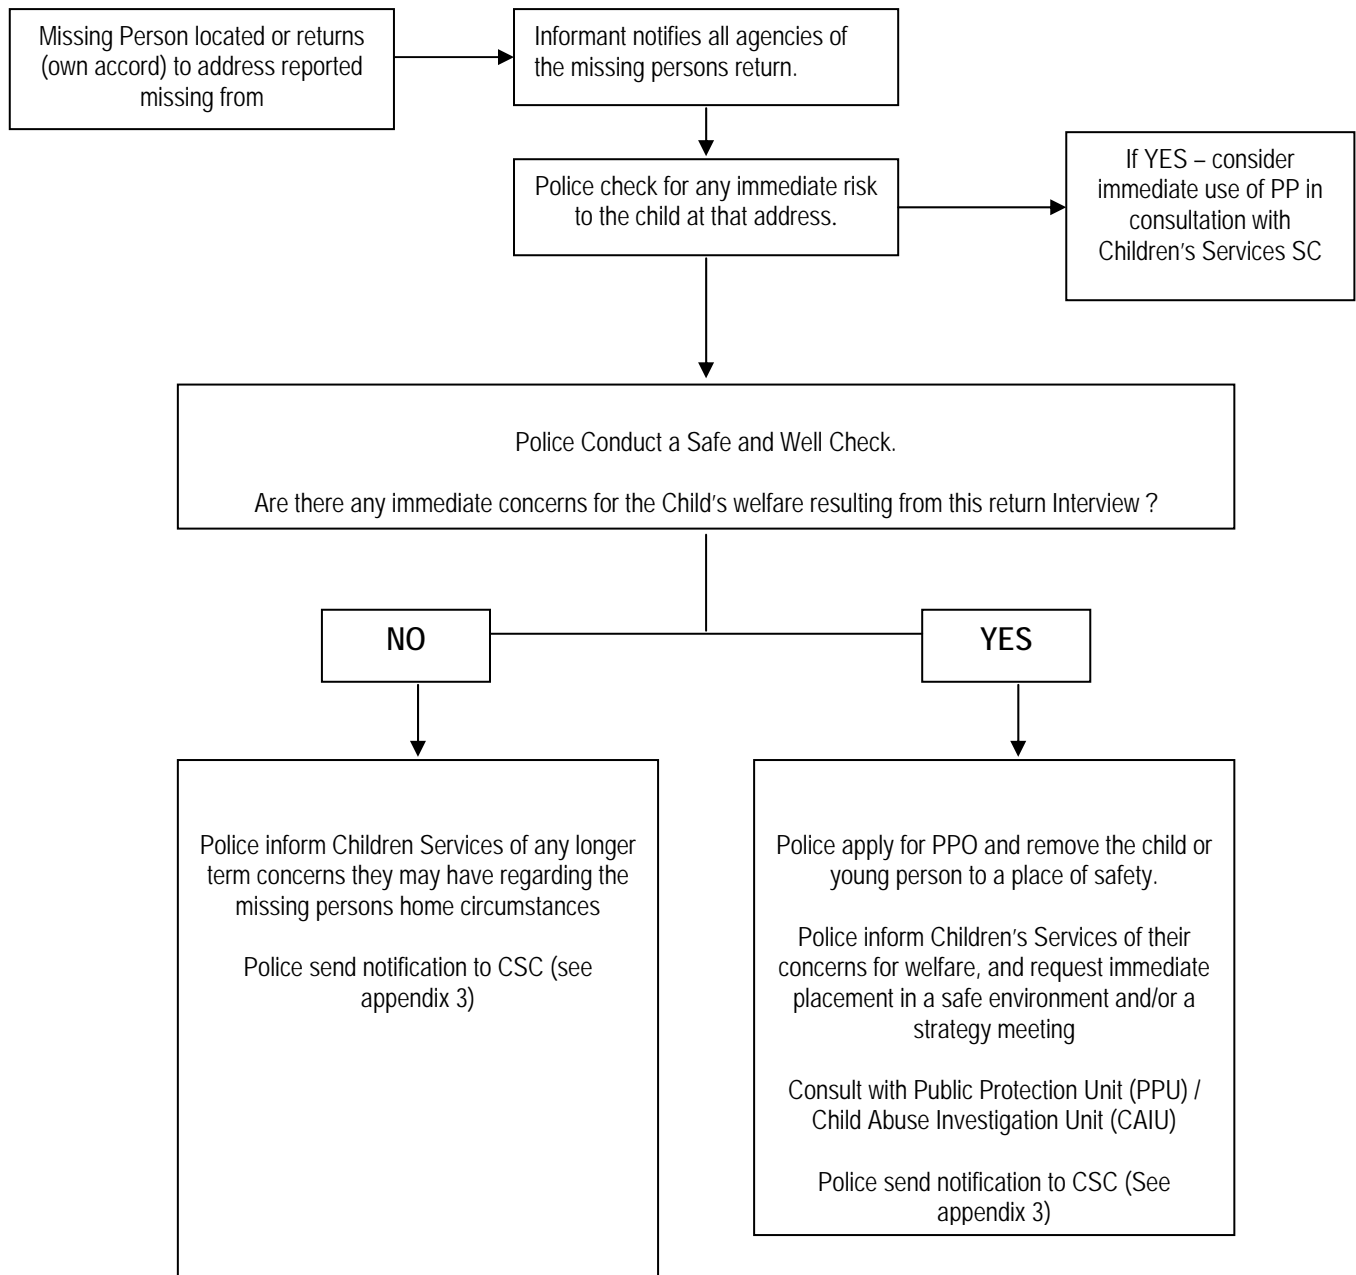 Missing Person located or returns
(own accord) to address reported
missing from
Informant notifies all agencies of
the missing persons return.
Police check for any immediate risk
to the child at that address.
If YES – consider
immediate use of PP in
consultation with
Children’s Services SC
Police Conduct a Safe and Well Check.
Are there any immediate concerns for the Child’s welfare resulting from this return Interview ?
NO
YES
Police inform Children Services of any longer
term concerns they may have regarding the
missing persons home circumstances
Police send notification to CSC (see
appendix 3)
Police apply for PPO and remove the child or
young person to a place of safety.
Police inform Children’s Services of their
concerns for welfare, and request immediate
placement in a safe environment and/or a
strategy meeting
Consult with Public Protection Unit (PPU) /
Child Abuse Investigation Unit (CAIU)
Police send notification to CSC (See
appendix 3)